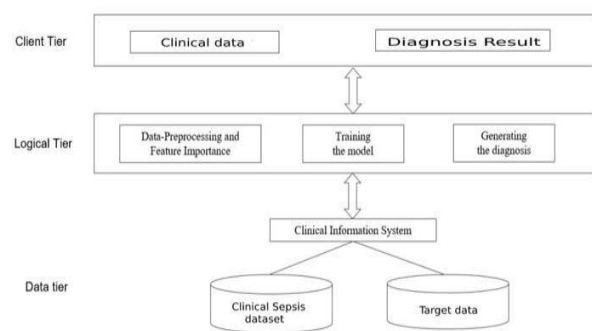 Client Tier
Clinical data
Diagnosis Result
Logical Tier
Data-Preprocessing and
Feature Importance
Training
the model
Generating
the diagnosis
Clinical Information System
Data tier
Clinical Sepsis
dataset
Target data